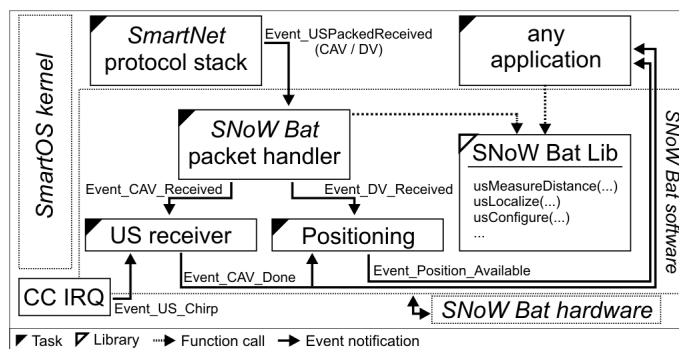 SmartNet
protocol stack
Event_USPackedReceived
(CAV / DV)
any
application
SmartOS kernel
SNoW Bat
packet handler
SNoW Bat Lib
usMeasureDistance(...)
usLocalize(...)
usConfigure(...)
...
SNoW Bat software
Event_CAV_Received
Event_DV_Received
US receiver
Positioning
Event_CAV_Done
Event_Position_Available
CC IRQ
Event_US_Chirp
SNoW Bat hardware
Task Library Function call Event notification